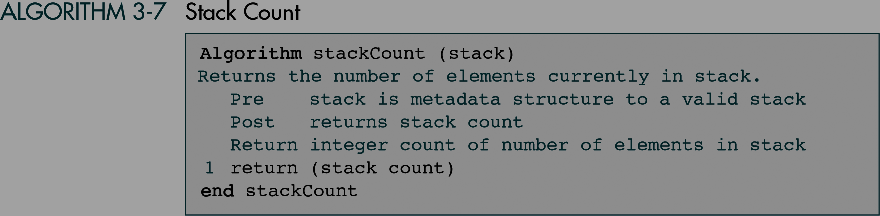 ALGORITHM 3-7 Stack Count
Algorithm stackCount (stack)
Returns the number of elements currently in stack.
Pre stack is metadata structure to a valid stack
Post returns stack count
Return integer count of number of elements in stack
1 return (stack count)
end stackCount